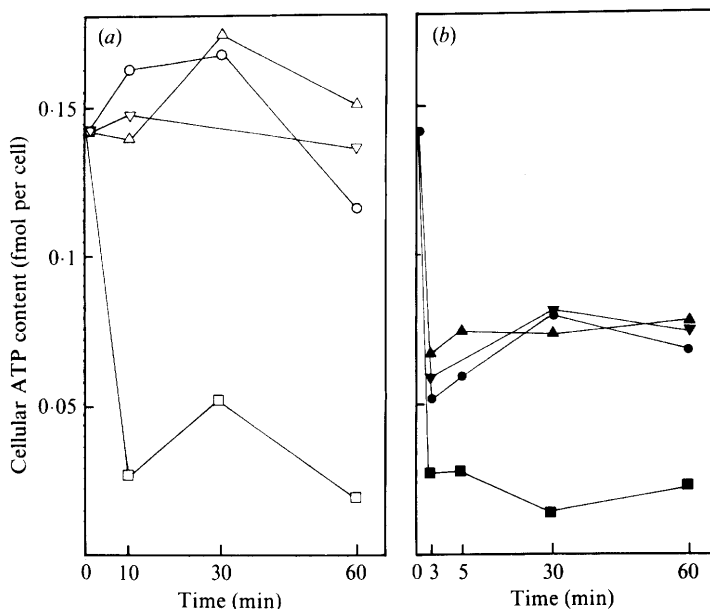 (a)
(b)
0·15
0·1
0·05
Cellular ATP content (fmol per cell)
0 10 30 60
0 3 5 30 60
Time (min)
Time (min)